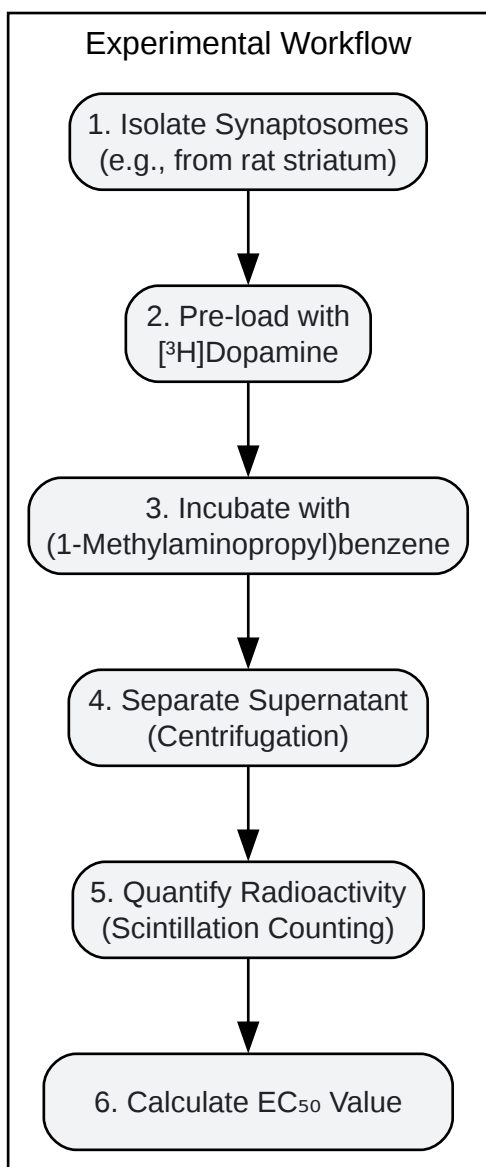 Experimental Workflow
1. Isolate Synaptosomes
(e.g., from rat striatum)
2. Pre-load with
[³H]Dopamine
3. Incubate with
(1-Methylaminopropyl)benzene
4. Separate Supernatant
(Centrifugation)
5. Quantify Radioactivity
(Scintillation Counting)
6. Calculate EC₅₀ Value